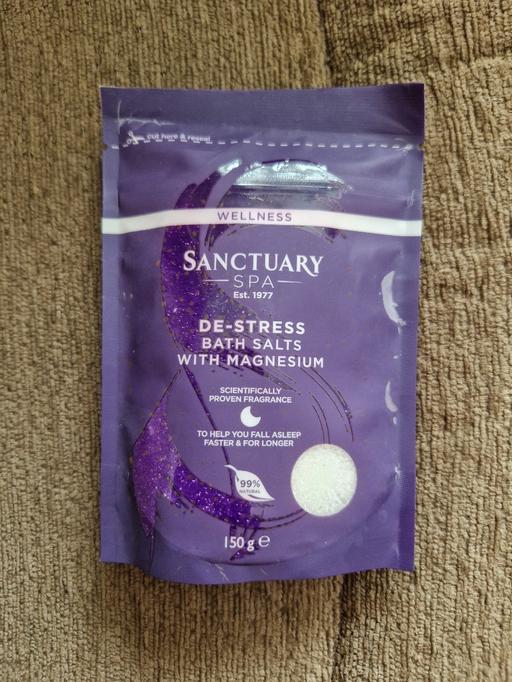 cut here & reseal
WELLNESS
SANCTUARY
SPA
Est. 1977
DE-STRESS
BATH SALTS
WITH MAGNESIUM
SCIENTIFICALLY
PROVEN FRAGRANCE
TO HELP YOU FALL ASLEEP
FASTER & FOR LONGER
99%
NATURAL
150 g e